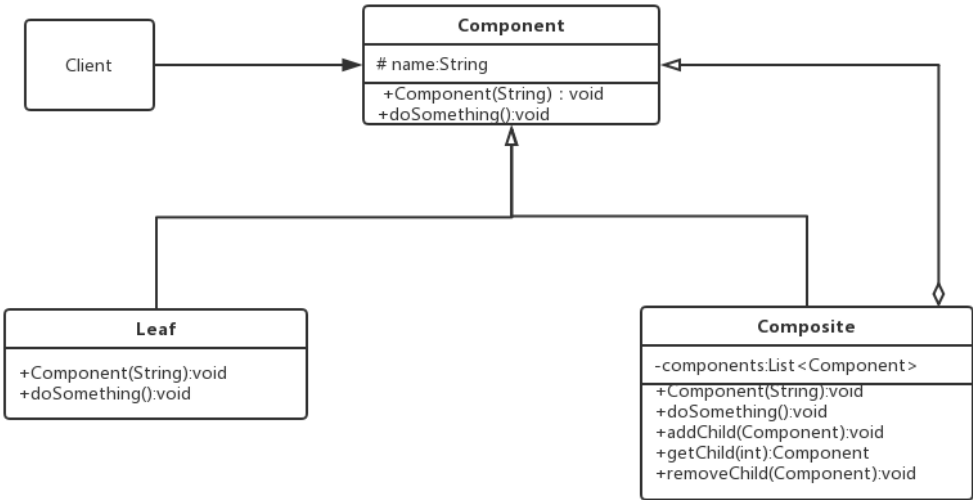 Component
Client
# name:String
+Component(String) : void
+doSomething():void
Leaf
+Component(String):void
+doSomething():void
Composite
-components:List<Component>
+Component(String):void
+doSomething():void
+addChild(Component):void
+getChild(int):Component
+removeChild(Component):void